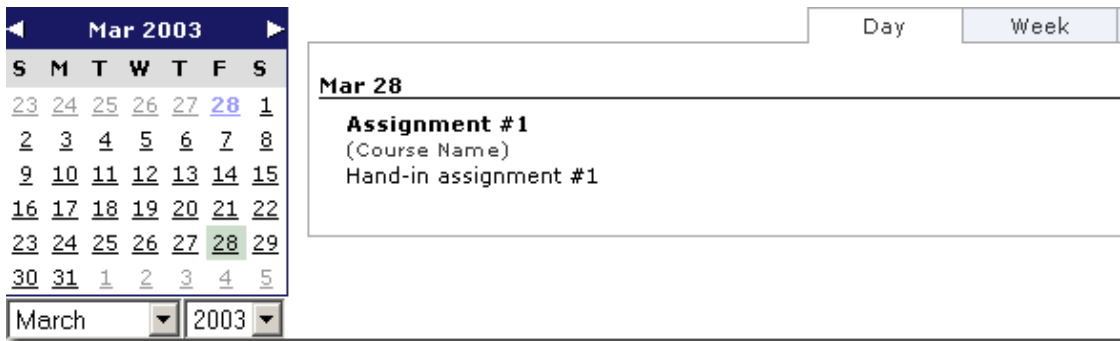 Mar 2003
S M T W T F S
23 24 25 26 27 28 1
2 3 4 5 6 7 8
9 10 11 12 13 14 15
16 17 18 19 20 21 22
23 24 25 26 27 28 29
30 31 1 2 3 4 5
March 2003
Day Week
Mar 28
Assignment #1
(Course Name)
Hand-in assignment #1